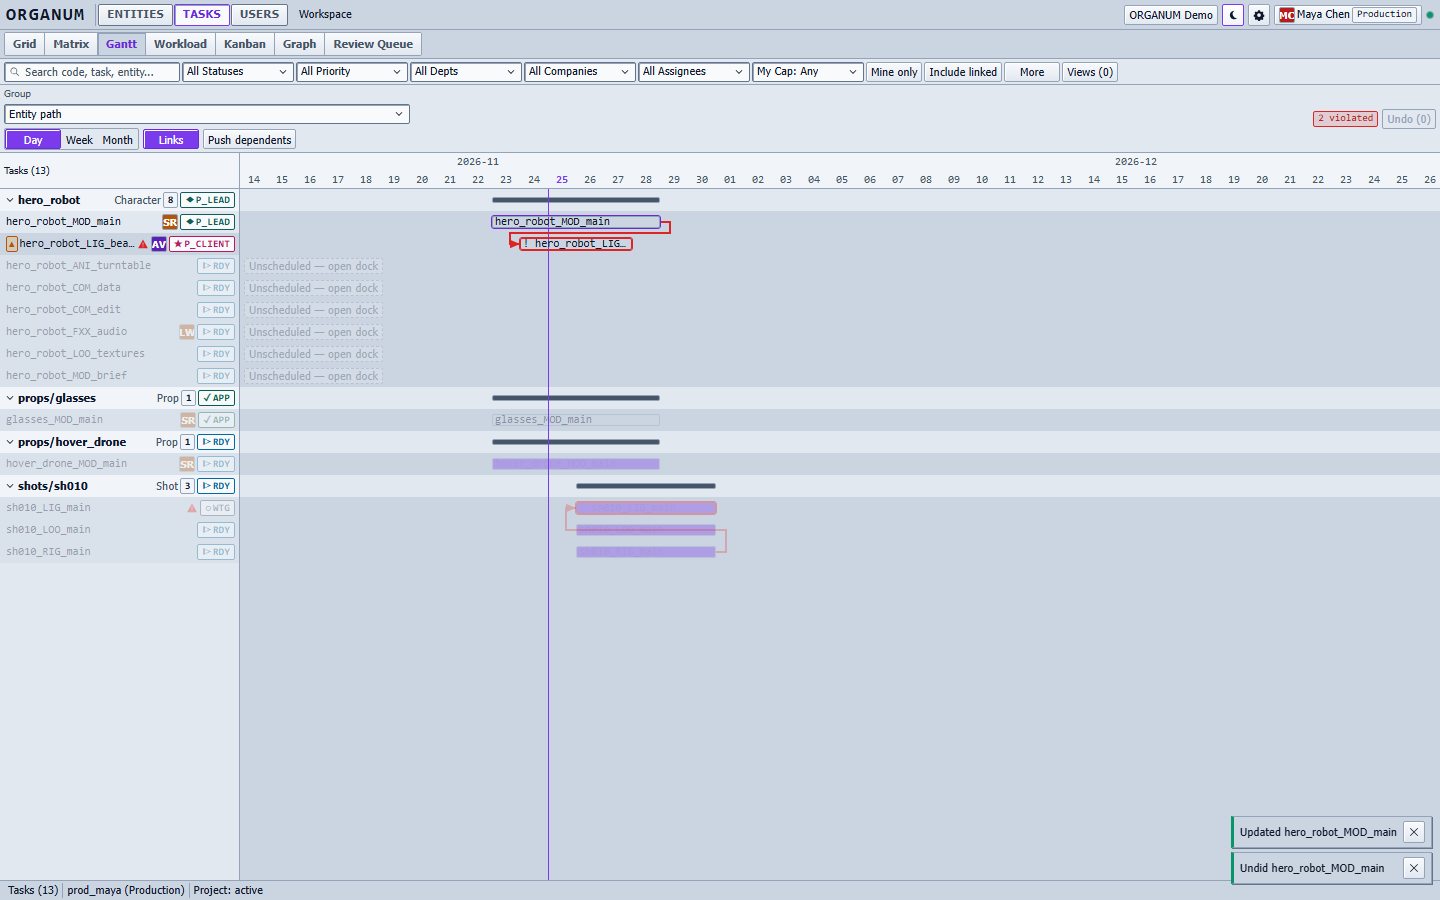 ORGANUM ENTITIES TASKS USERS Workspace ORGANUM Demo MC Maya Chen Production
Grid Matrix Gantt Workload Kanban Graph Review Queue
Search code, task, entity... All Statuses All Priority All Depts All Companies All Assignees My Cap: Any Mine only Include linked More Views (0)
Group
Entity path
2 violated Undo (0)
Day Week Month Links Push dependents
2026-11 2026-12
Tasks (13)
14 15 16 17 18 19 20 21 22 23 24 25 26 27 28 29 30 01 02 03 04 05 06 07 08 09 10 11 12 13 14 15 16 17 18 19 20 21 22 23 24 25 26
hero_robot Character 8 P_LEAD
hero_robot_MOD_main SR P_LEAD hero_robot_MOD_main
hero_robot_LIG_bea... AV P_CLIENT ! hero_robot_LIG...
hero_robot_ANI_turntable RDY Unscheduled — open dock
hero_robot_COM_data RDY Unscheduled — open dock
hero_robot_COM_edit RDY Unscheduled — open dock
hero_robot_FXX_audio LW RDY Unscheduled — open dock
hero_robot_LOO_textures RDY Unscheduled — open dock
hero_robot_MOD_brief RDY Unscheduled — open dock
props/glasses Prop 1 APP
glasses_MOD_main SR APP glasses_MOD_main
props/hover_drone Prop 1 RDY
hover_drone_MOD_main SR RDY
shots/sh010 Shot 3 RDY
sh010_LIG_main WTG
sh010_LOO_main RDY
sh010_RIG_main RDY
Updated hero_robot_MOD_main
Undid hero_robot_MOD_main
Tasks (13) prod_maya (Production) Project: active